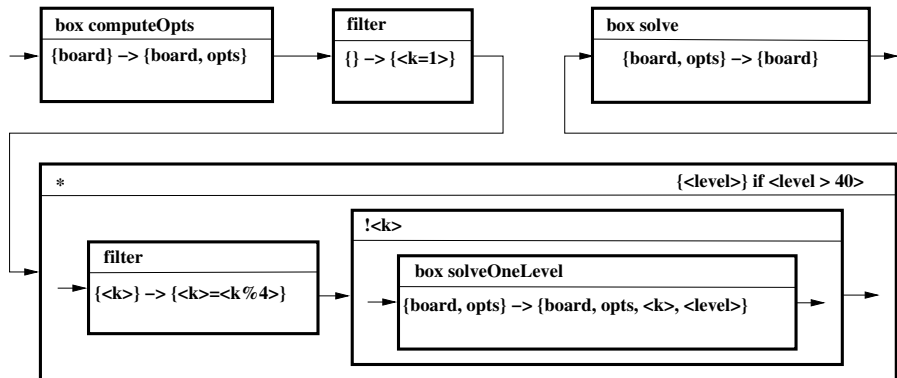 box computeOpts
{board} −> {board, opts}
filter
{} −> {<k=1>}
box solve
{board, opts} −> {board}
*
{<level>} if <level > 40>
filter
{<k>} −> {<k>=<k%4>}
!<k>
box solveOneLevel
{board, opts} −> {board, opts, <k>, <level>}